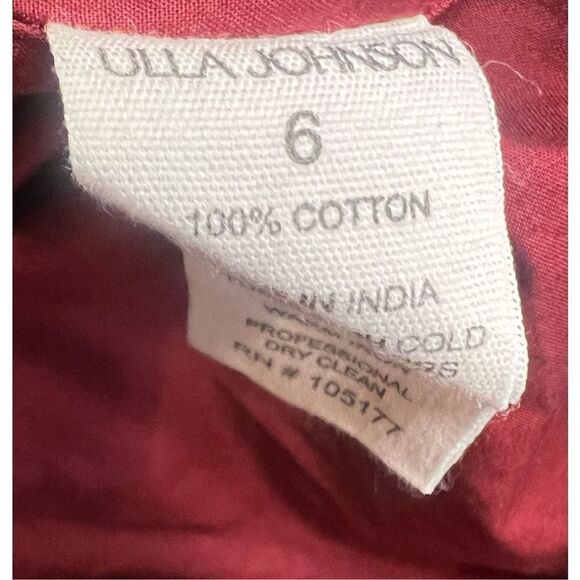 ULLA JOHNSON
6
100% COTTON
IN INDIA
COLD
PROFESSIONAL
DRY CLEAN
RN # 105177